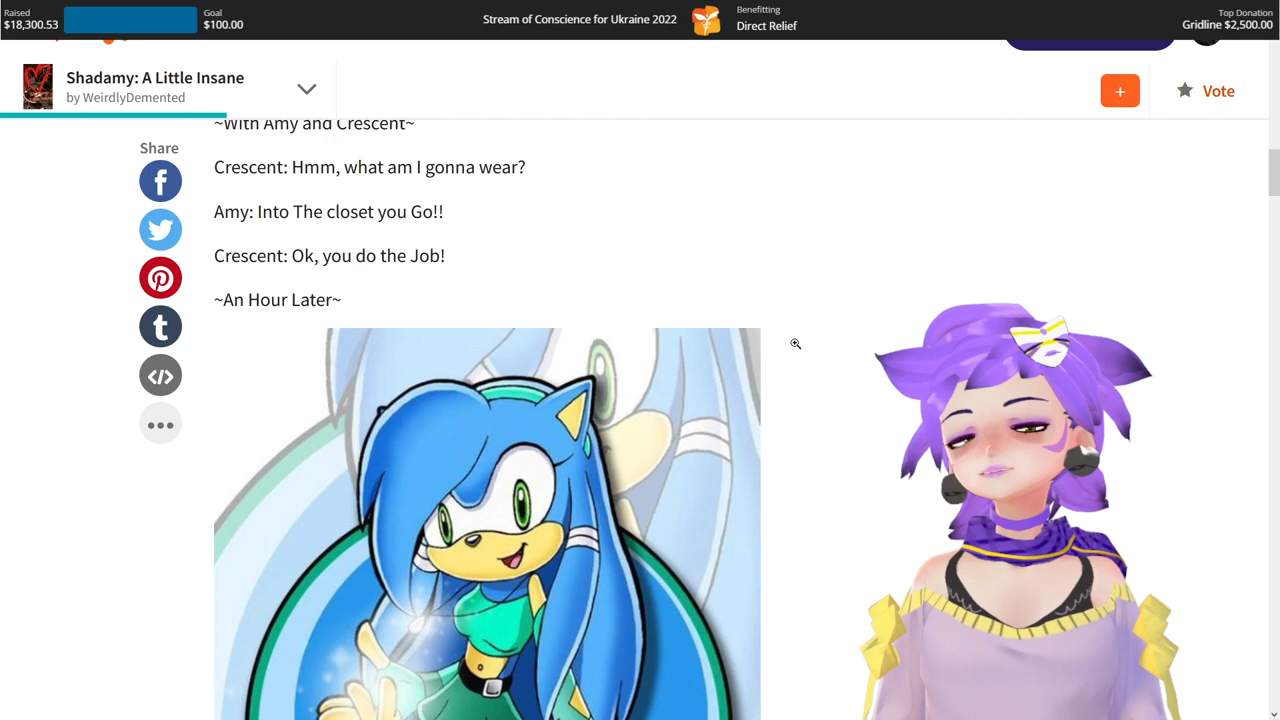 Raised
$18,300.53
Goal
$100.00
Stream of Conscience for Ukraine 2022
Benefitting
Direct Relief
Top Donation
Gridline $2,500.00
Shadamy: A Little Insane
by WeirdlyDemented
+
Vote
~With Amy and Crescent~
Share
Crescent: Hmm, what am I gonna wear?
Amy: Into The closet you Go!!
Crescent: Ok, you do the Job!
~An Hour Later~